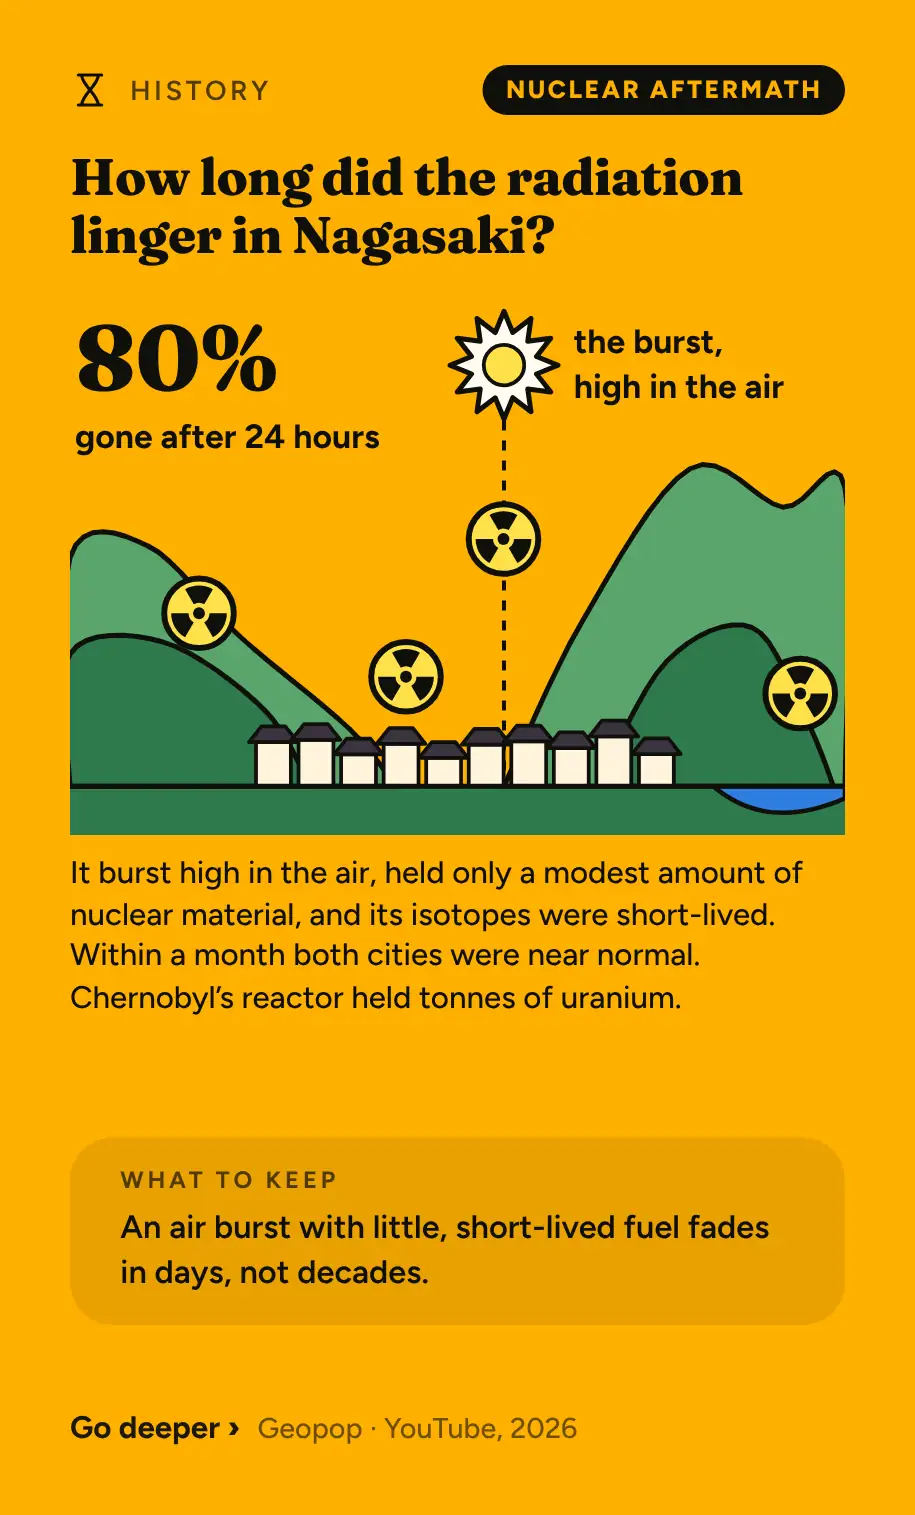 HISTORY
NUCLEAR AFTERMATH
How long did the radiation
linger in Nagasaki?
80%
gone after 24 hours
the burst,
high in the air
It burst high in the air, held only a modest amount of
nuclear material, and its isotopes were short-lived.
Within a month both cities were near normal.
Chernobyl’s reactor held tonnes of uranium.
WHAT TO KEEP
An air burst with little, short-lived fuel fades
in days, not decades.
Go deeper › Geopop · YouTube, 2026